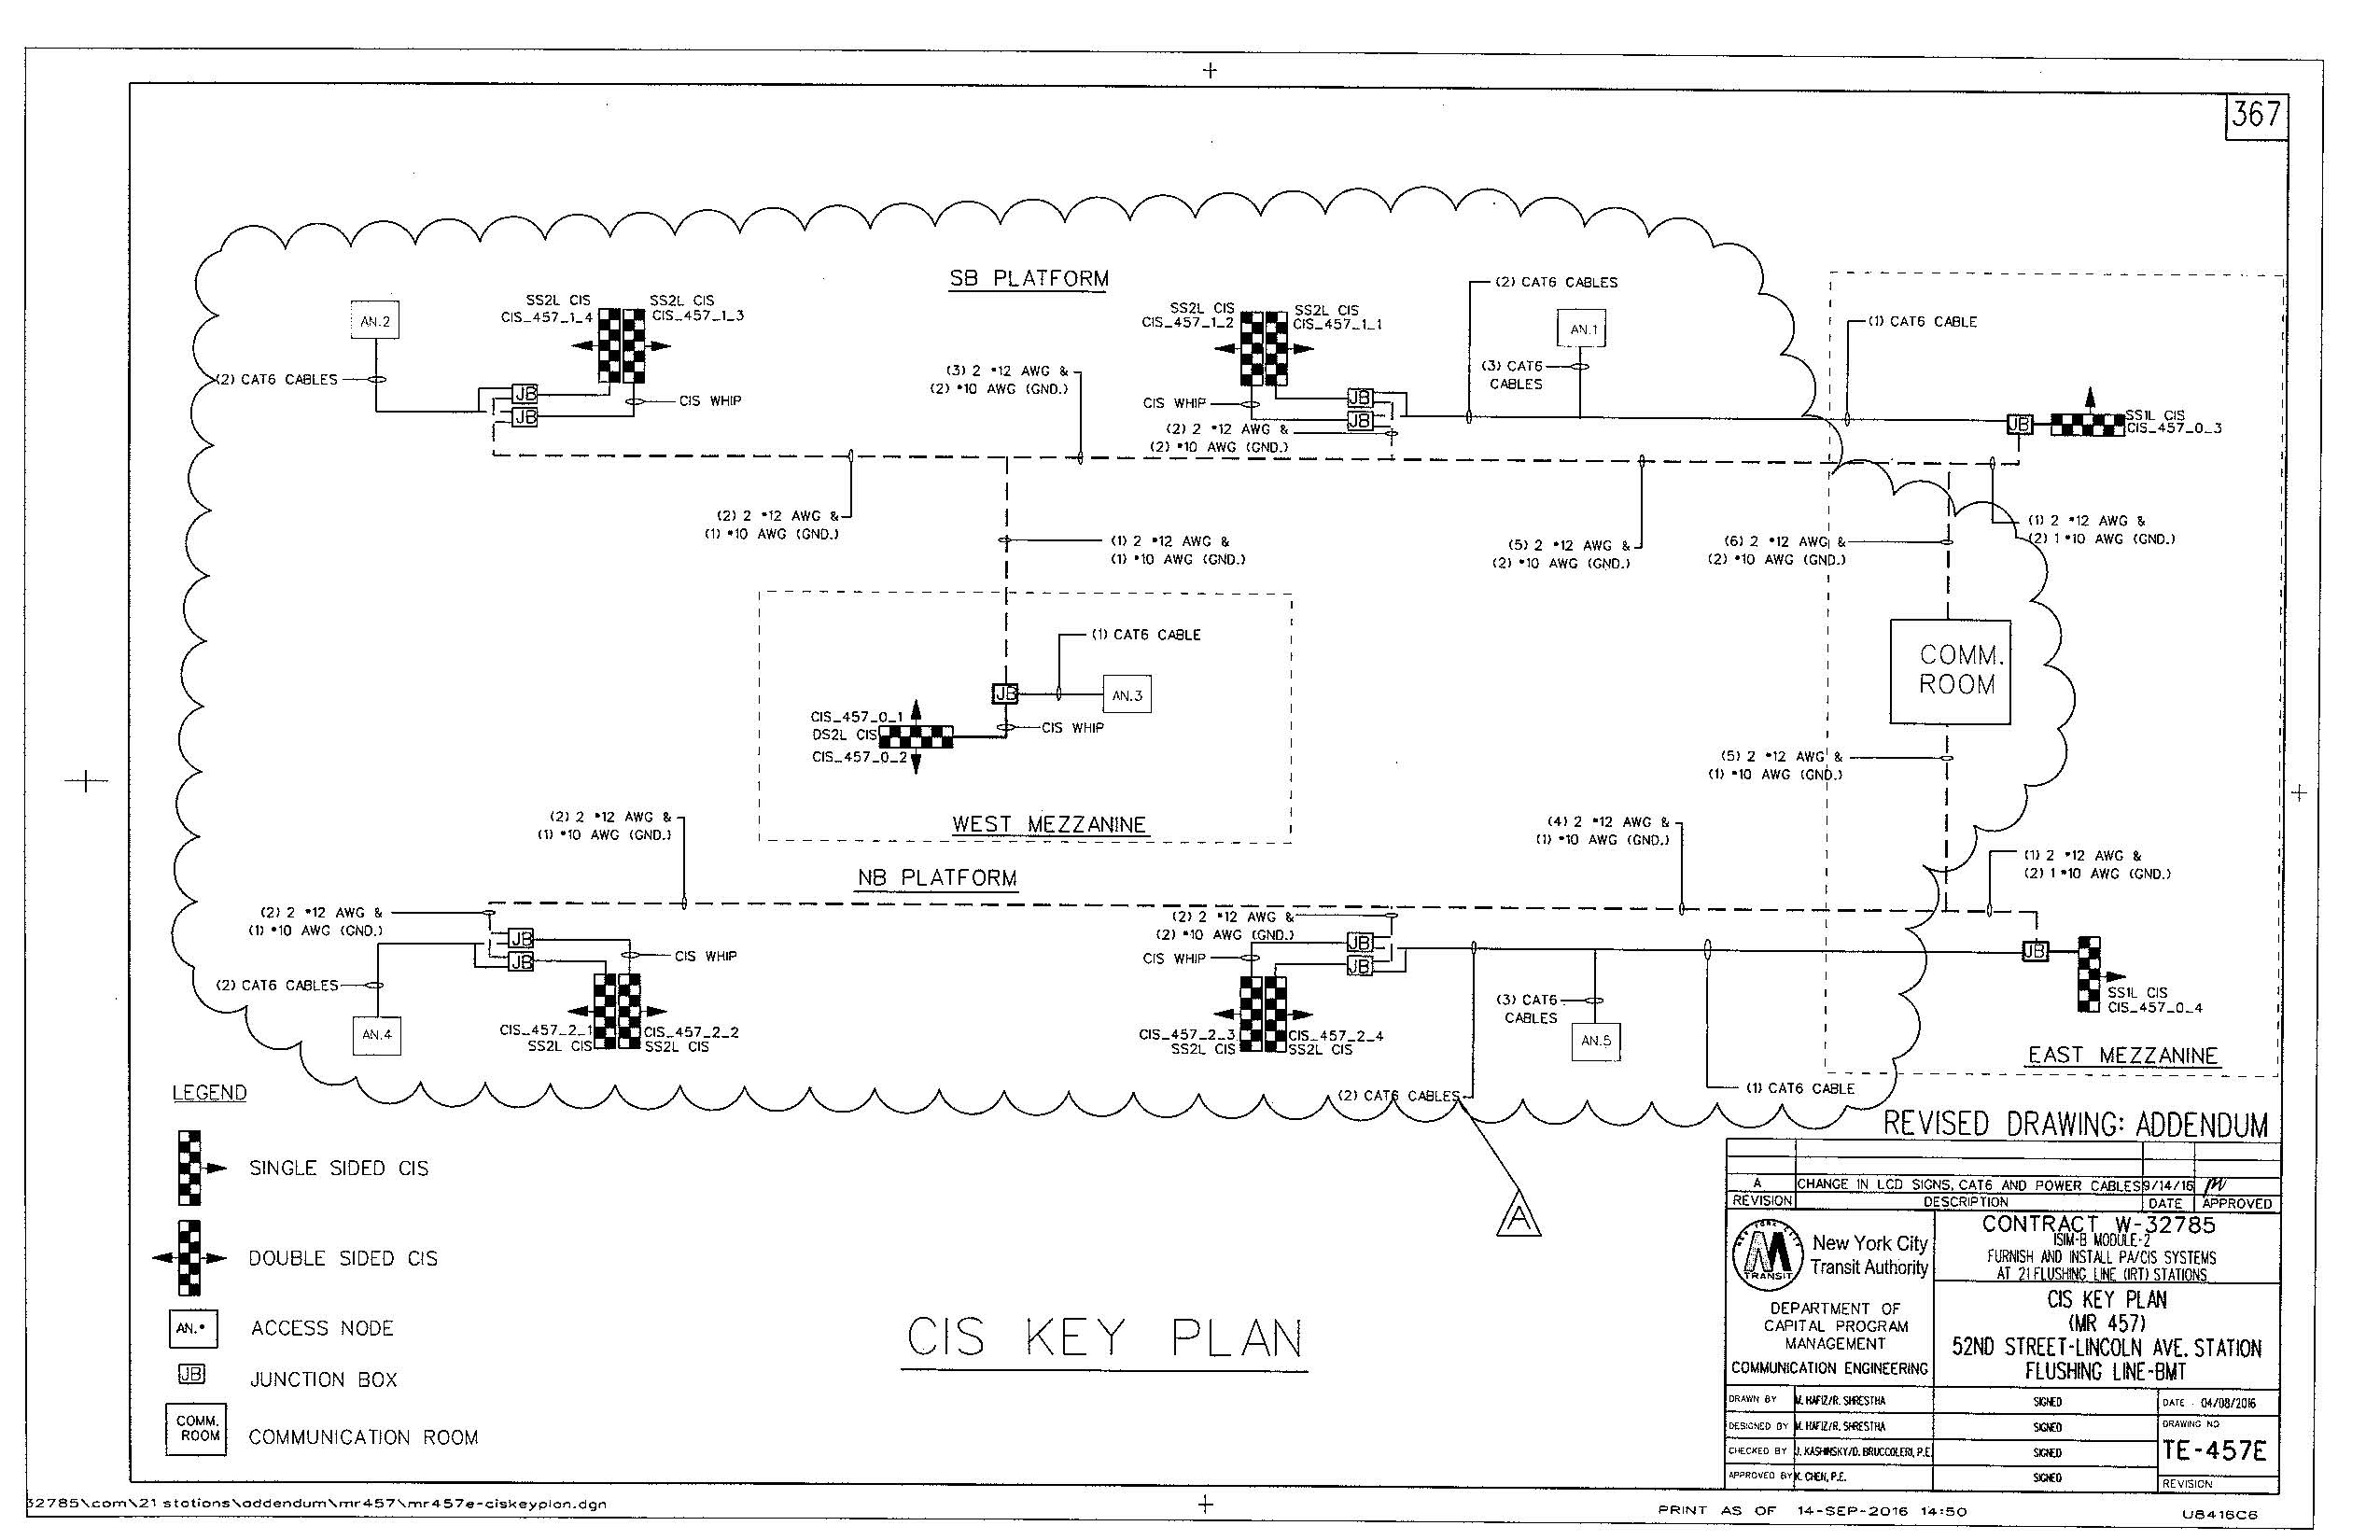 367
SB PLATFORM
(2) CAT6 CABLES
AN.2
SS2L CIS
CIS_457_1_4
SS2L CIS
CIS_457_1_3
SS2L CIS
CIS_457_1_2
SS2L CIS
CIS_457_1_1
AN.1
(1) CAT6 CABLE
(2) CAT6 CABLES
JB
JB
CIS WHIP
(3) 2 #12 AWG &
(2) #10 AWG (GND.)
(3) CAT6
CABLES
CIS WHIP
JB
JB
(2) 2 #12 AWG &
(2) #10 AWG (GND.)
JB
SS1L CIS
CIS_457_0_3
(2) 2 #12 AWG &
(1) #10 AWG (GND.)
(1) 2 #12 AWG &
(1) #10 AWG (GND.)
(5) 2 #12 AWG &
(2) #10 AWG (GND.)
(6) 2 #12 AWG &
(2) #10 AWG (GND.)
(1) 2 #12 AWG &
(2) 1 #10 AWG (GND.)
(1) CAT6 CABLE
JB
AN.3
CIS_457_0_1
DS2L CIS
CIS_457_0_2
CIS WHIP
WEST MEZZANINE
COMM.
ROOM
(5) 2 #12 AWG &
(1) #10 AWG (GND.)
(2) 2 #12 AWG &
(1) #10 AWG (GND.)
(4) 2 #12 AWG &
(1) #10 AWG (GND.)
(1) 2 #12 AWG &
(2) 1 #10 AWG (GND.)
NB PLATFORM
(2) 2 #12 AWG &
(1) #10 AWG (GND.)
JB
JB
CIS WHIP
(2) 2 #12 AWG &
(2) #10 AWG (GND.)
CIS WHIP
JB
JB
JB
(2) CAT6 CABLES
AN.4
CIS_457_2_1
SS2L CIS
CIS_457_2_2
SS2L CIS
CIS_457_2_3
SS2L CIS
CIS_457_2_4
SS2L CIS
(3) CAT6
CABLES
AN.5
SS1L CIS
CIS_457_0_4
EAST MEZZANINE
(2) CAT6 CABLES
(1) CAT6 CABLE
A
LEGEND
SINGLE SIDED CIS
DOUBLE SIDED CIS
AN.*
ACCESS NODE
JB
JUNCTION BOX
COMM.
ROOM
COMMUNICATION ROOM
CIS KEY PLAN
REVISED DRAWING: ADDENDUM
A CHANGE IN LCD SIGNS, CAT6 AND POWER CABLES 9/14/16
REVISION DESCRIPTION DATE APPROVED
TRANSIT
New York City
Transit Authority
DEPARTMENT OF
CAPITAL PROGRAM
MANAGEMENT
COMMUNICATION ENGINEERING
CONTRACT W-32785
ISIM-B MODULE-2
FURNISH AND INSTALL PA/CIS SYSTEMS
AT 21 FLUSHING LINE (IRT) STATIONS
CIS KEY PLAN
(MR 457)
52ND STREET-LINCOLN AVE. STATION
FLUSHING LINE-BMT
DRAWN BY M. HAFIZ/R. SHRESTHA SIGNED DATE - 04/08/2016
DESIGNED BY M. HAFIZ/R. SHRESTHA SIGNED DRAWING NO
CHECKED BY J. KASHINSKY/D. BRUCCOLERI, P.E. SIGNED TE-457E
APPROVED BY K. CHEN, P.E. SIGNED REVISION
32785\com\21 stations\addendum\mr457\mr457e-ciskeyplan.dgn
PRINT AS OF 14-SEP-2016 14:50
U8416C6